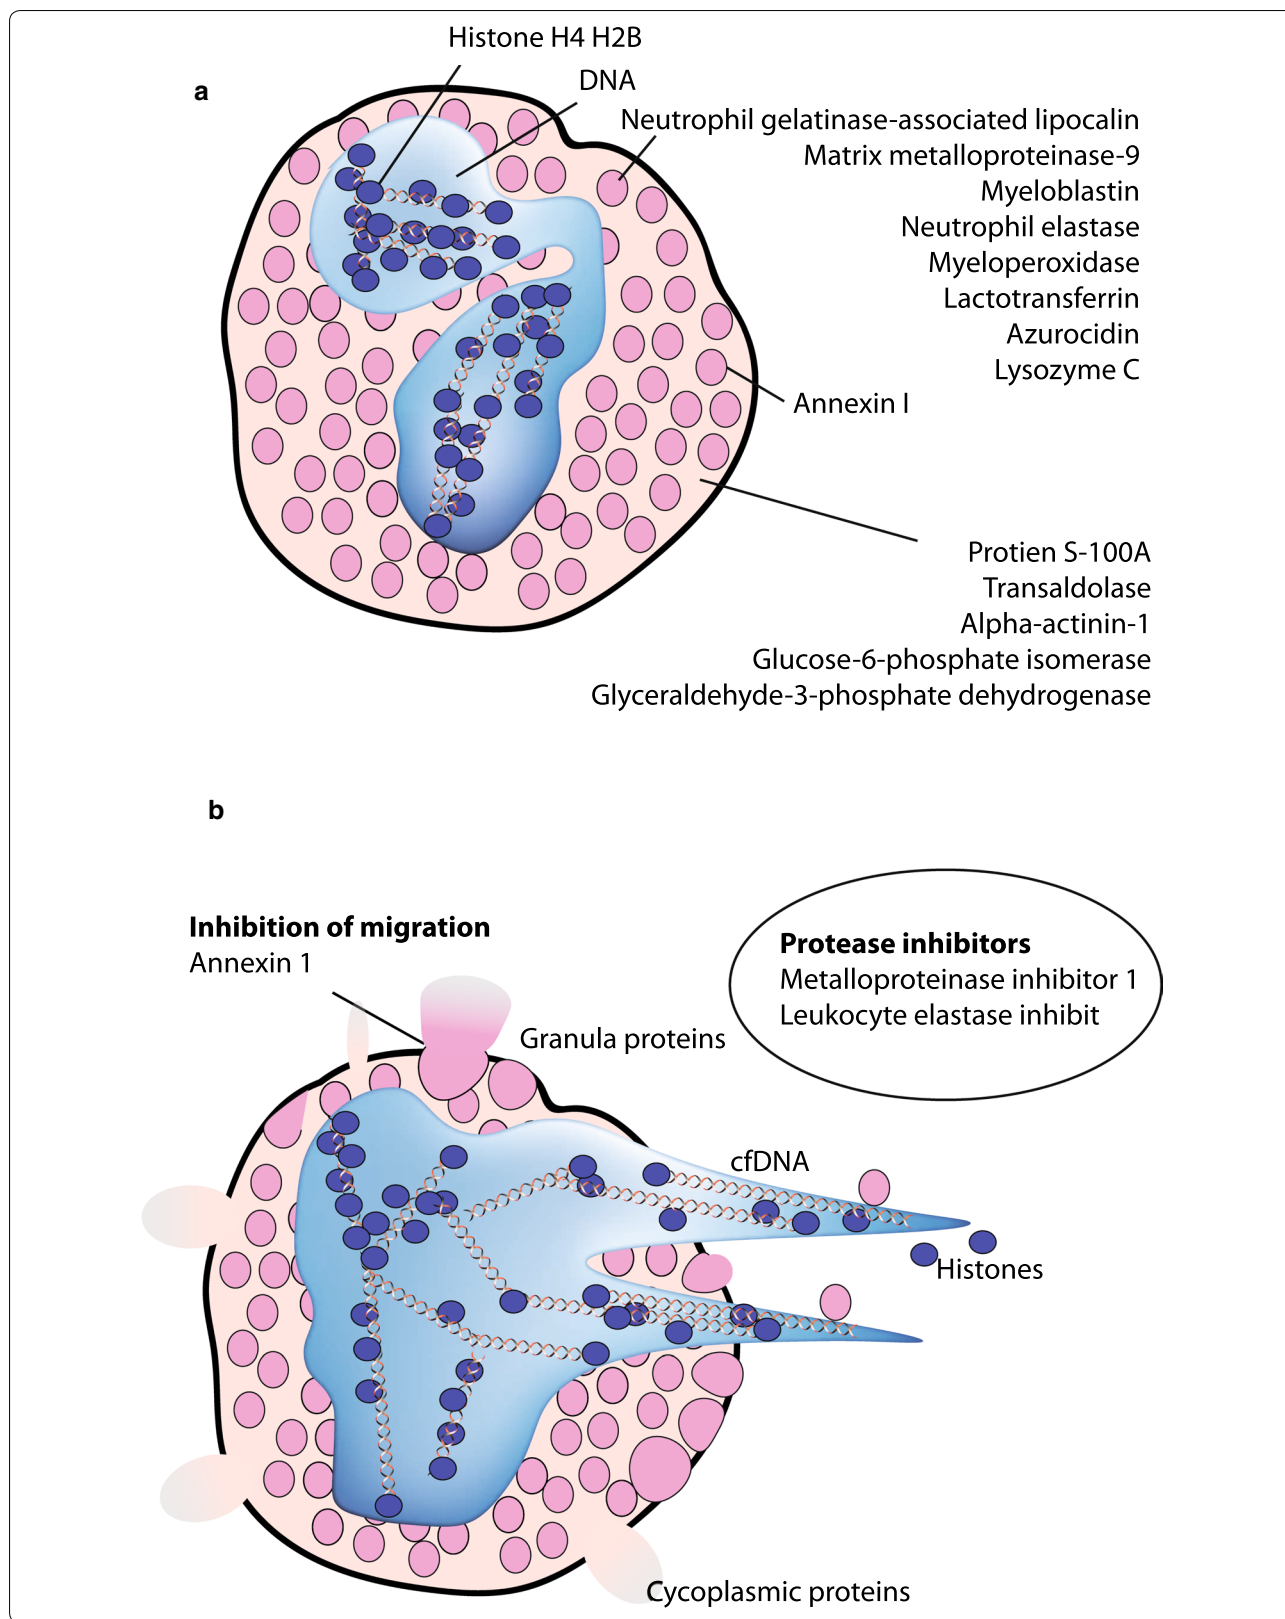 Histone H4 H2B
a
DNA
Neutrophil gelatinase-associated lipocalin
Matrix metalloproteinase-9
Myeloblastin
Neutrophil elastase
Myeloperoxidase
Lactotransferrin
Azurocidin
Lysozyme C
Annexin I
Protien S-100A
Transaldolase
Alpha-actinin-1
Glucose-6-phosphate isomerase
Glyceraldehyde-3-phosphate dehydrogenase
b
Inhibition of migration
Annexin 1
Protease inhibitors
Metalloproteinase inhibitor 1
Leukocyte elastase inhibit
Granula proteins
cfDNA
Histones
Cycoplasmic proteins